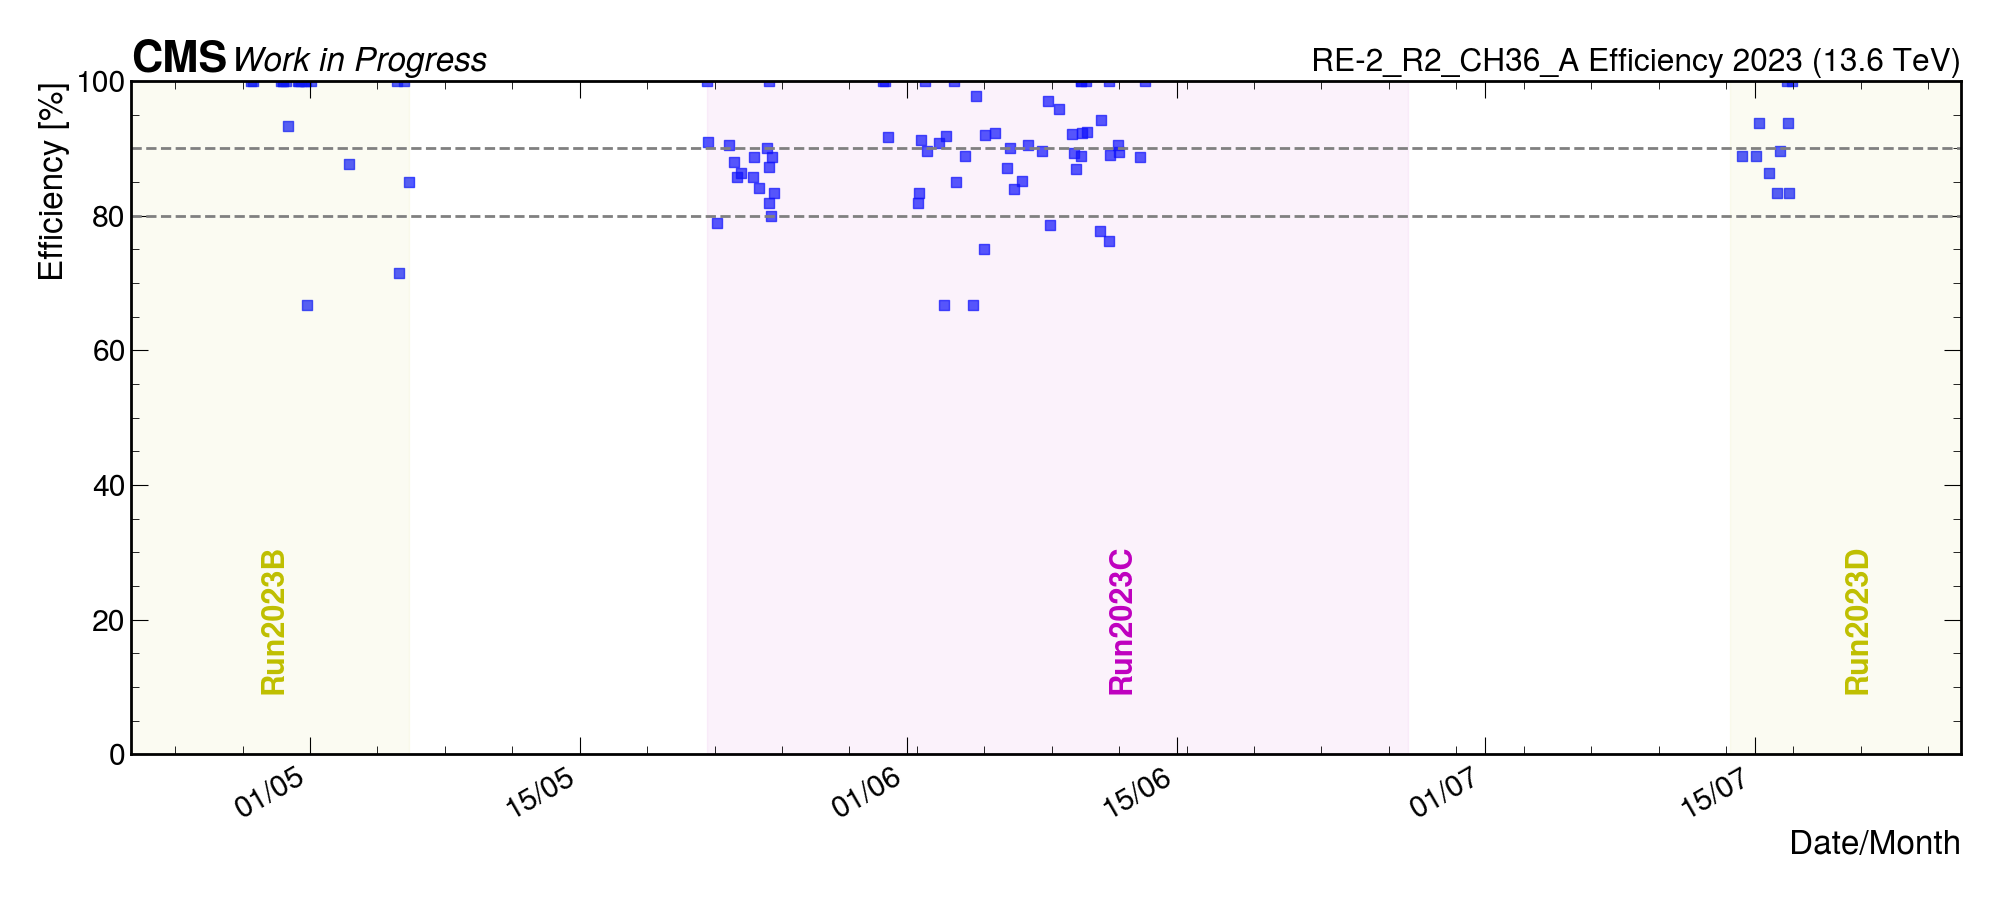 CMS Work in Progress
RE-2_R2_CH36_A Efficiency 2023 (13.6 TeV)
Efficiency [%]
100
80
60
40
20
0
Run2023B
Run2023C
Run2023D
01/05
15/05
01/06
15/06
01/07
15/07
Date/Month